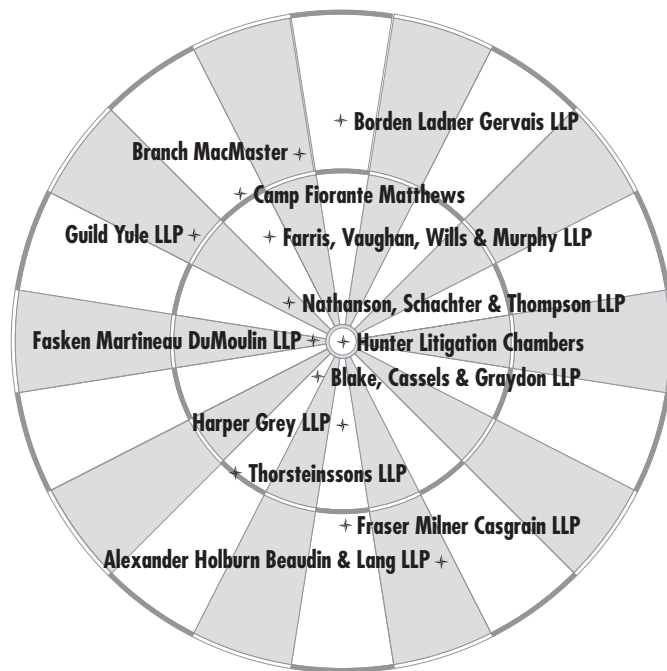 Borden Ladner Gervais LLP
Branch MacMaster
Camp Fiorante Matthews
Guild Yule LLP
Farris, Vaughan, Wills & Murphy LLP
Nathanson, Schachter & Thompson LLP
Fasken Martineau DuMoulin LLP
Hunter Litigation Chambers
Blake, Cassels & Graydon LLP
Harper Grey LLP
Thorsteinssons LLP
Fraser Milner Casgrain LLP
Alexander Holburn Beaudin & Lang LLP